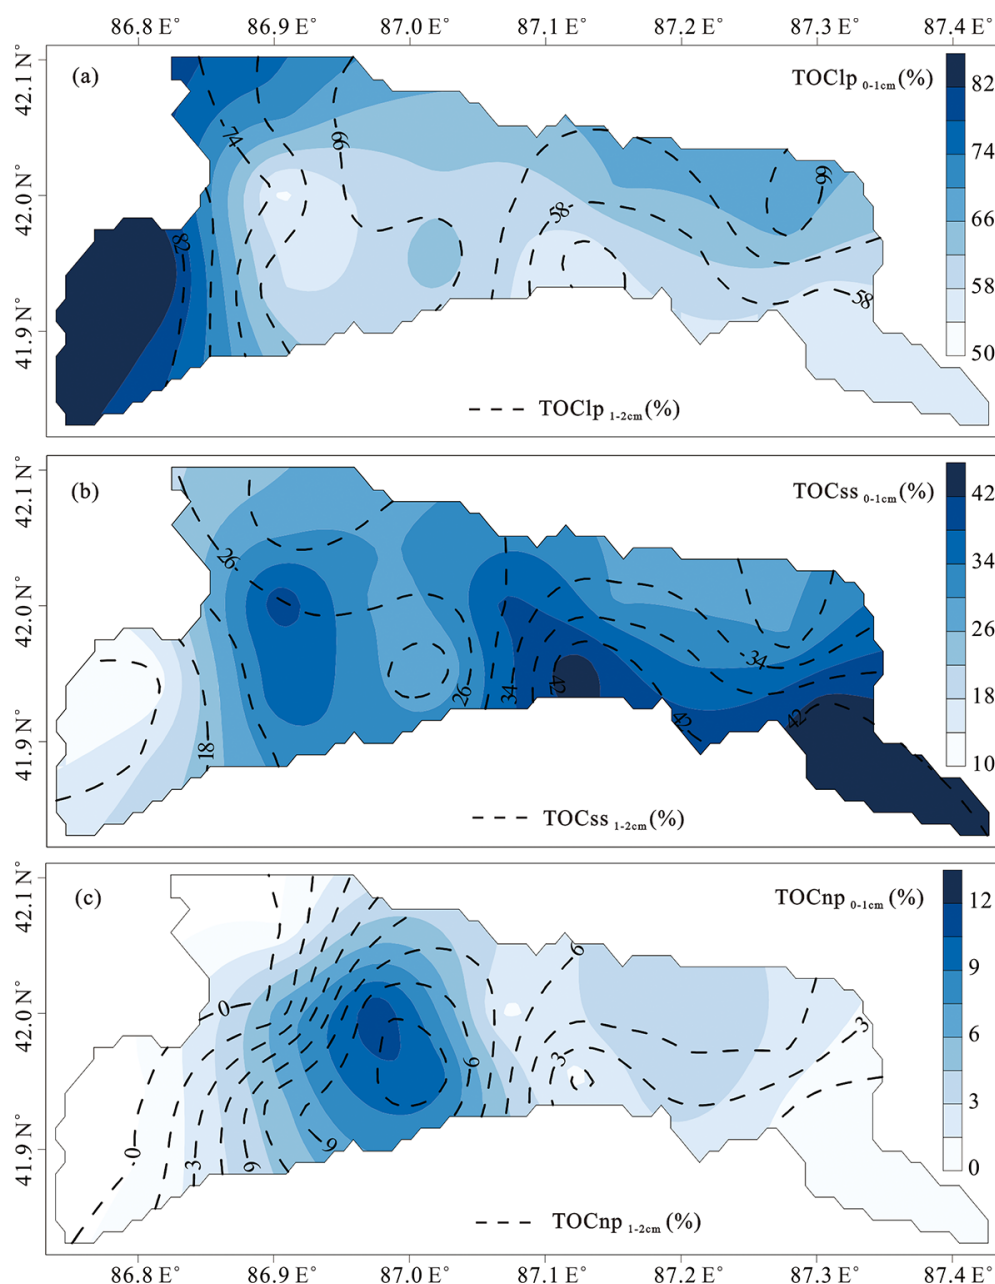 86.8 E° 86.9 E° 87.0 E° 87.1 E° 87.2 E° 87.3 E° 87.4 E°
(a)
TOClp 0-1cm (%)
42.1 N°
42.0 N°
41.9 N°
82
74
66
58
50
74
66
82
58
66
58
TOClp 1-2cm (%)
(b)
TOCss 0-1cm (%)
42.1 N°
42.0 N°
41.9 N°
42
34
26
18
10
26
18
26
34
42
34
42
42
TOCss 1-2cm (%)
(c)
TOCnp 0-1cm (%)
42.1 N°
42.0 N°
41.9 N°
12
9
6
3
0
0
0
3
6
9
6
6
3
3
TOCnp 1-2cm (%)
86.8 E° 86.9 E° 87.0 E° 87.1 E° 87.2 E° 87.3 E° 87.4 E°